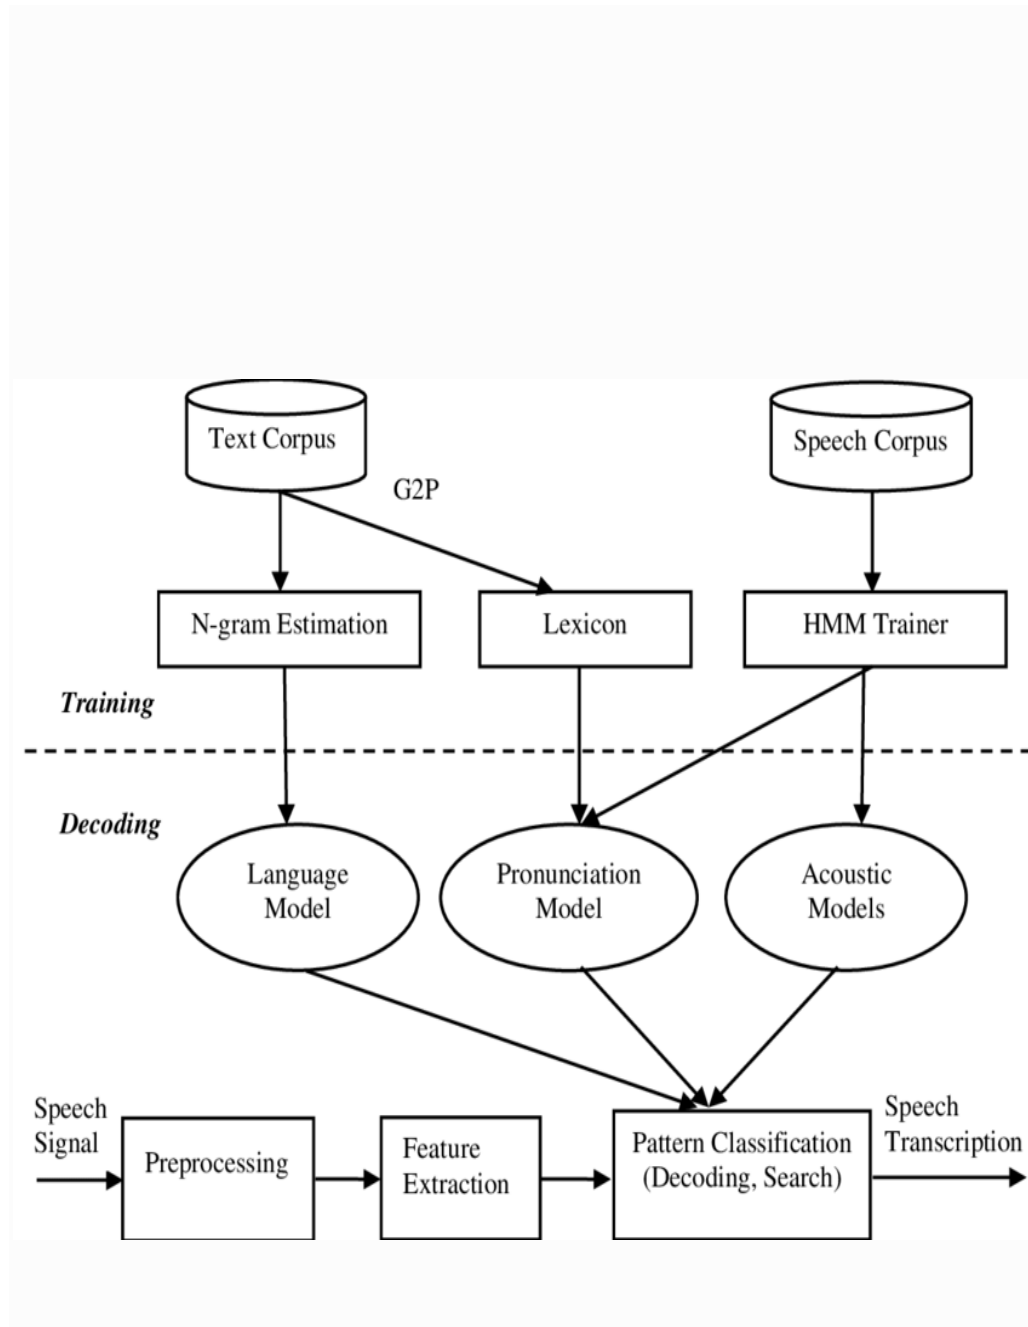 Text Corpus
Speech Corpus
G2P
N-gram Estimation
Lexicon
HMM Trainer
Training
Decoding
Language
Model
Pronunciation
Model
Acoustic
Models
Speech
Signal
Preprocessing
Feature
Extraction
Pattern Classification
(Decoding, Search)
Speech
Transcription